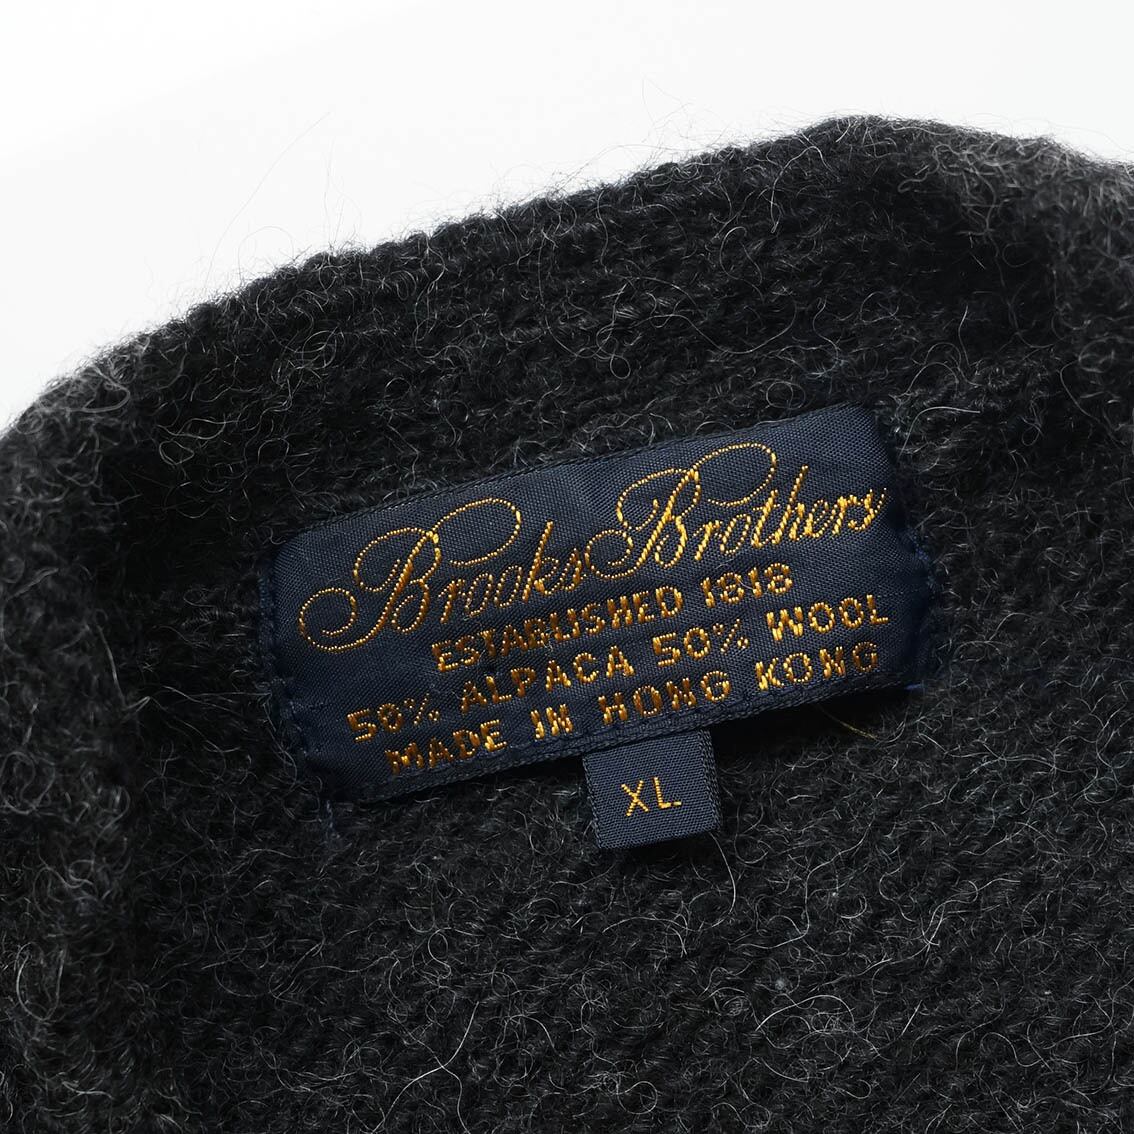 Brooks Brothers
ESTABLISHED 1818
50% ALPACA 50% WOOL
MADE IN HONG KONG
XL